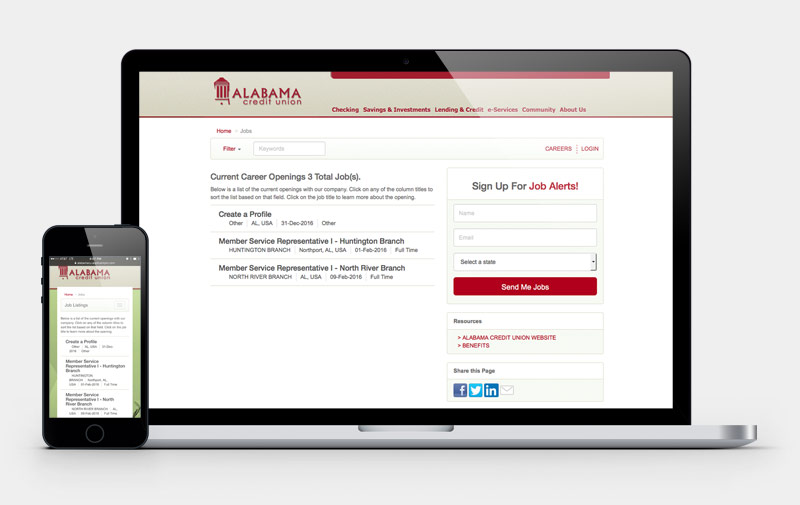 ALABAMA
credit union
Checking Savings & Investments Lending & Credit e-Services Community About Us
Home Jobs
Filter Keywords CAREERS LOGIN
Current Career Openings 3 Total Job(s).
Below is a list of the current openings with our company. Click on any of the column titles to
sort the list based on that field. Click on the job title to learn more about the opening.
Create a Profile
Other AL, USA 31-Dec-2016 Other
Member Service Representative I - Huntington Branch
HUNTINGTON BRANCH Northport, AL, USA 01-Feb-2016 Full Time
Member Service Representative I - North River Branch
NORTH RIVER BRANCH AL, USA 09-Feb-2016 Full Time
Sign Up For Job Alerts!
Name
Email
Select a state
Send Me Jobs
Resources
> ALABAMA CREDIT UNION WEBSITE
> BENEFITS
Share this Page
ALABAMA
credit union
Home Jobs
Job Listings
Below is a list of the current openings with our
company. Click on any of the column titles to sort
the list based on that field. Click on the job
title to learn more about the opening.
Create a Profile
Other AL, USA 31-Dec-
2016 Other
Member Service
Representative I - Huntington
Branch
HUNTINGTON
BRANCH Northport, AL,
USA 01-Feb-2016 Full Time
Member Service
Representative I - North
River Branch
NORTH RIVER BRANCH AL,
USA 09-Feb-2016 Full Time